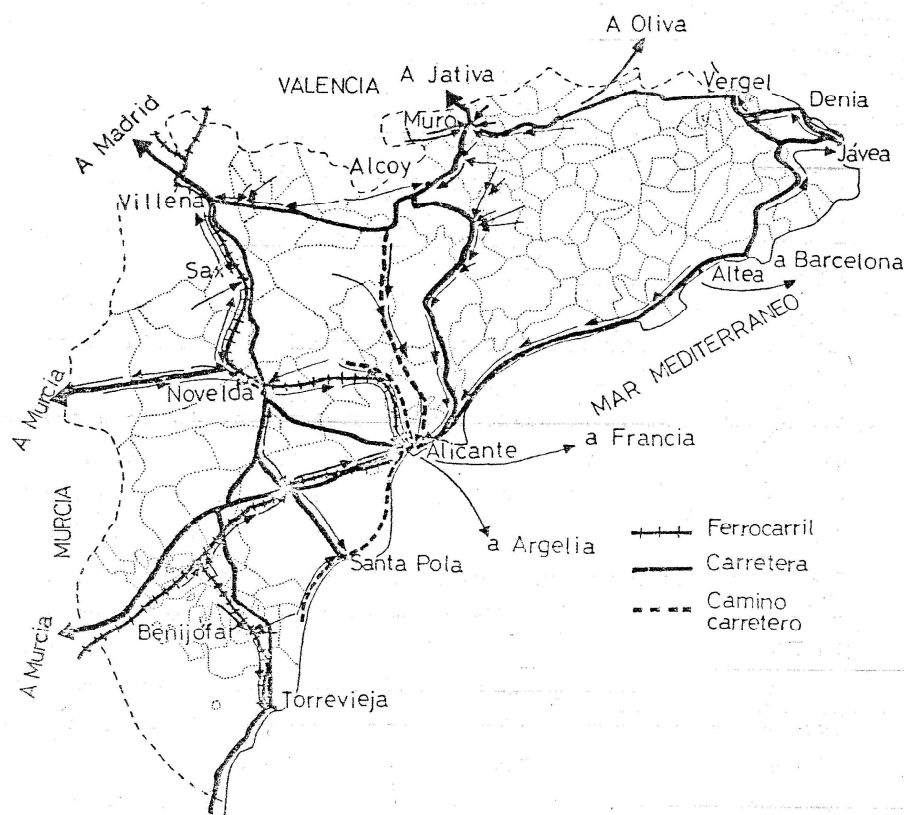 A Oliva
VALENCIA
A Jativa
Vergel
Denia
A Madrid
Muro
Jávea
Alcoy
Villena
Sax
Altea
a Barcelona
MAR MEDITERRANEO
A Murcia
Novelda
Alicante
a Francia
MURCIA
a Argelia
Santa Pola
Ferrocarril
Carretera
Camino
carretero
A Murcia
Beñijófar
Torrevieja